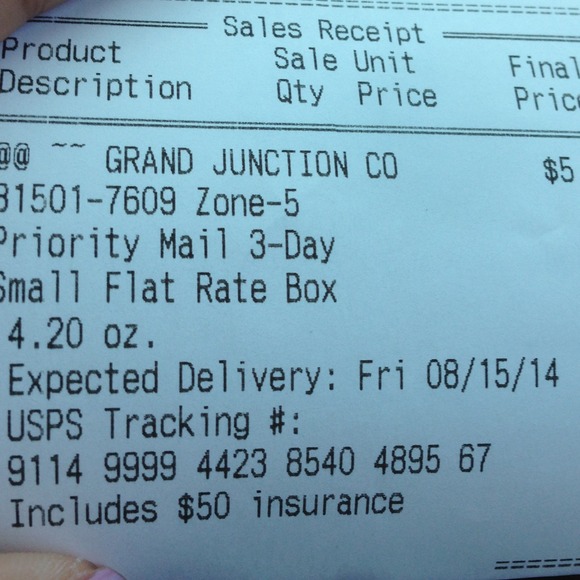 Sales Receipt
Product Sale Unit Final
Description Qty Price Price
@@ ~~ GRAND JUNCTION CO $5
81501-7609 Zone-5
Priority Mail 3-Day
Small Flat Rate Box
4.20 oz.
Expected Delivery: Fri 08/15/14
USPS Tracking #:
9114 9999 4423 8540 4895 67
Includes $50 insurance